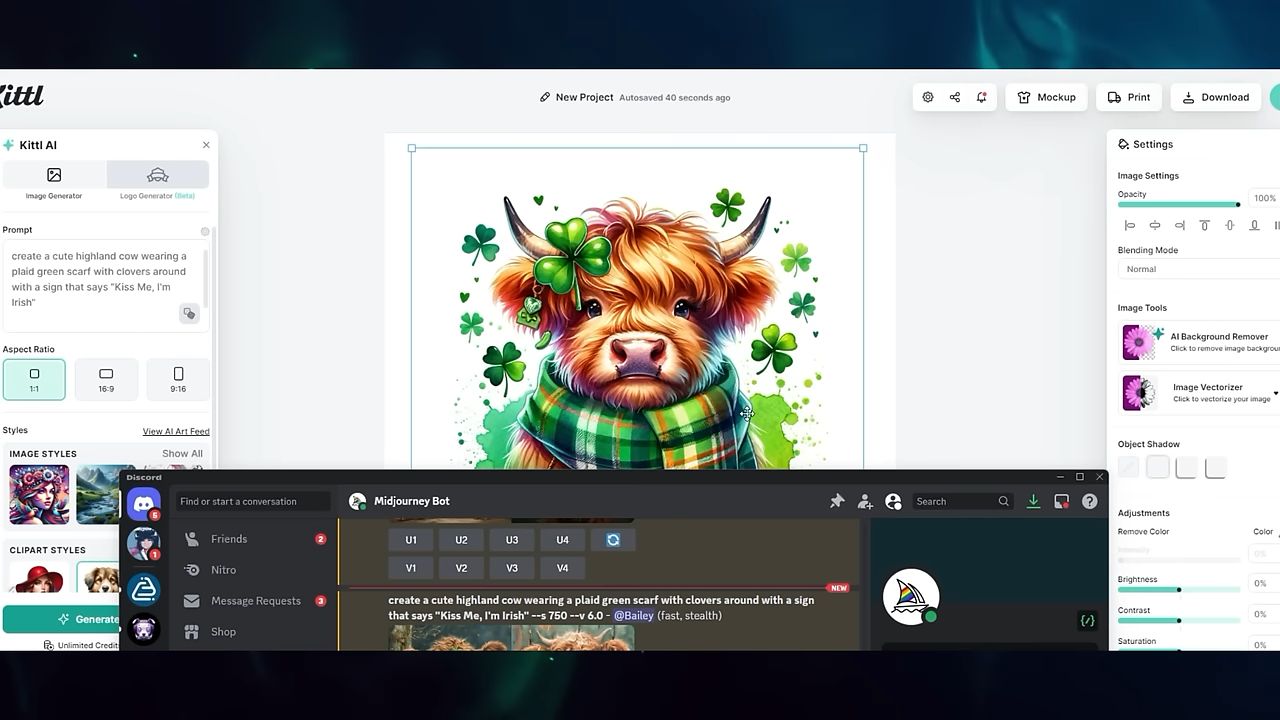 Kittl
New Project Autosaved 40 seconds ago
Mockup
Print
Download
Kittl AI
Image Generator
Logo Generator (Beta)
Prompt
create a cute highland cow wearing a
plaid green scarf with clovers around
with a sign that says "Kiss Me, I'm
Irish"
Aspect Ratio
1:1
16:9
9:16
Styles
View AI Art Feed
IMAGE STYLES
Show All
CLIPART STYLES
Generate
Unlimited Credits
Settings
Image Settings
Opacity
100%
Blending Mode
Normal
Image Tools
AI Background Remover
Click to remove image backgroun
Image Vectorizer
Click to vectorize your image
Object Shadow
Adjustments
Remove Color
Color
Intensity
0%
Brightness
0%
Contrast
0%
Saturation
0%
Discord
Find or start a conversation
Midjourney Bot
Search
5
1
Friends
2
Nitro
Message Requests
3
Shop
U1
U2
U3
U4
V1
V2
V3
V4
NEW
create a cute highland cow wearing a plaid green scarf with clovers around with a sign
that says "Kiss Me, I'm Irish" --s 750 --v 6.0 - @Bailey (fast, stealth)